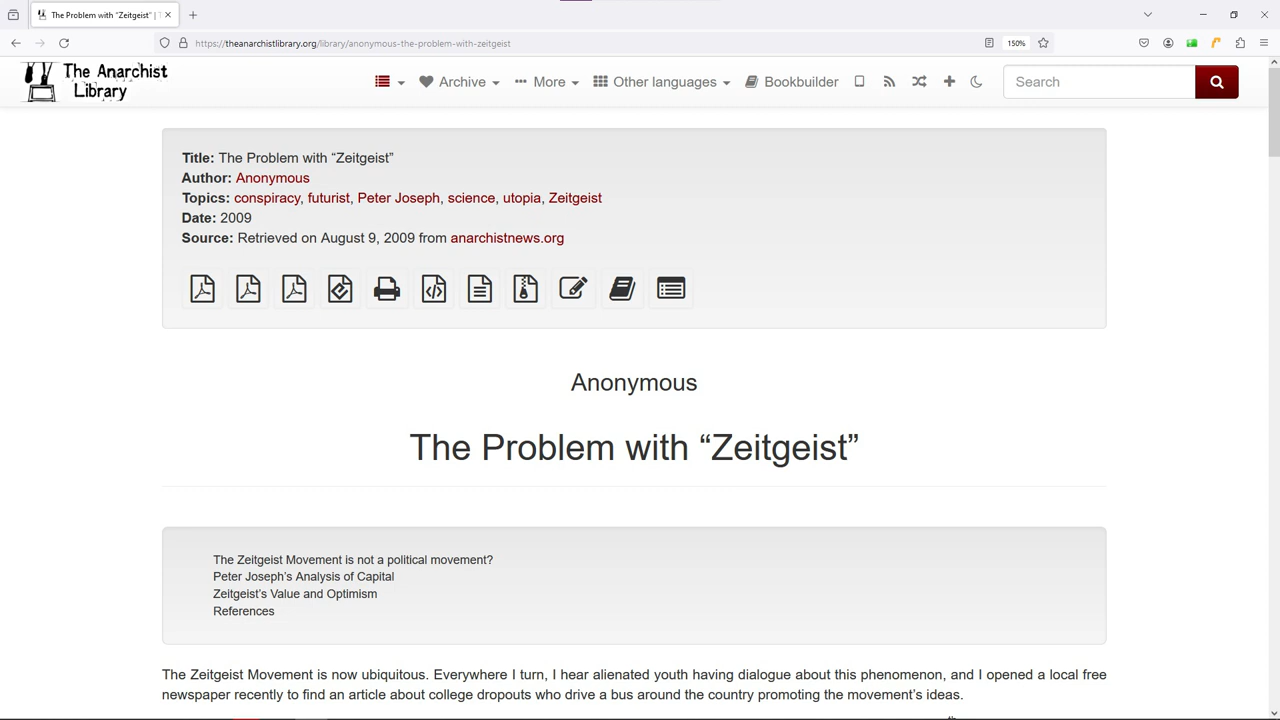 The Problem with “Zeitgeist” | T
https://theanarchistlibrary.org/library/anonymous-the-problem-with-zeitge
150%
The Anarchist
Library
Archive
More
Other languages
Bookbuilder
Search
Title: The Problem with “Zeitgeist”
Author: Anonymous
Topics: conspiracy, futurist, Peter Joseph, science, utopia, Zeitgeist
Date: 2009
Source: Retrieved on August 9, 2009 from anarchistnews.org
Anonymous
The Problem with “Zeitgeist”
The Zeitgeist Movement is not a political movement?
Peter Joseph’s Analysis of Capital
Zeitgeist’s Value and Optimism
References
The Zeitgeist Movement is now ubiquitous. Everywhere I turn, I hear alienated youth having dialogue about this phenomenon, and I opened a local free
newspaper recently to find an article about college dropouts who drive a bus around the country promoting the movement’s ideas.